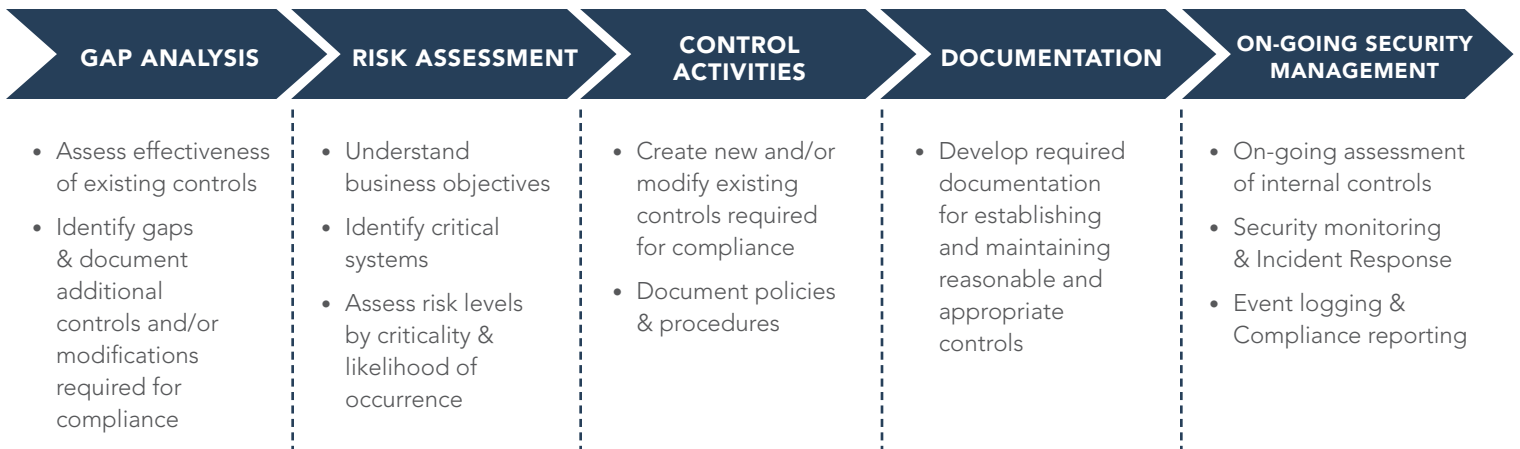 GAP ANALYSIS
RISK ASSESSMENT
CONTROL
ACTIVITIES
DOCUMENTATION
ON-GOING SECURITY
MANAGEMENT
• Assess effectiveness
of existing controls
• Identify gaps
& document
additional
controls and/or
modifications
required for
compliance
• Understand
business objectives
• Identify critical
systems
• Assess risk levels
by criticality &
likelihood of
occurrence
• Create new and/or
modify existing
controls required
for compliance
• Document policies
& procedures
• Develop required
documentation
for establishing
and maintaining
reasonable and
appropriate
controls
• On-going assessment
of internal controls
• Security monitoring
& Incident Response
• Event logging &
Compliance reporting